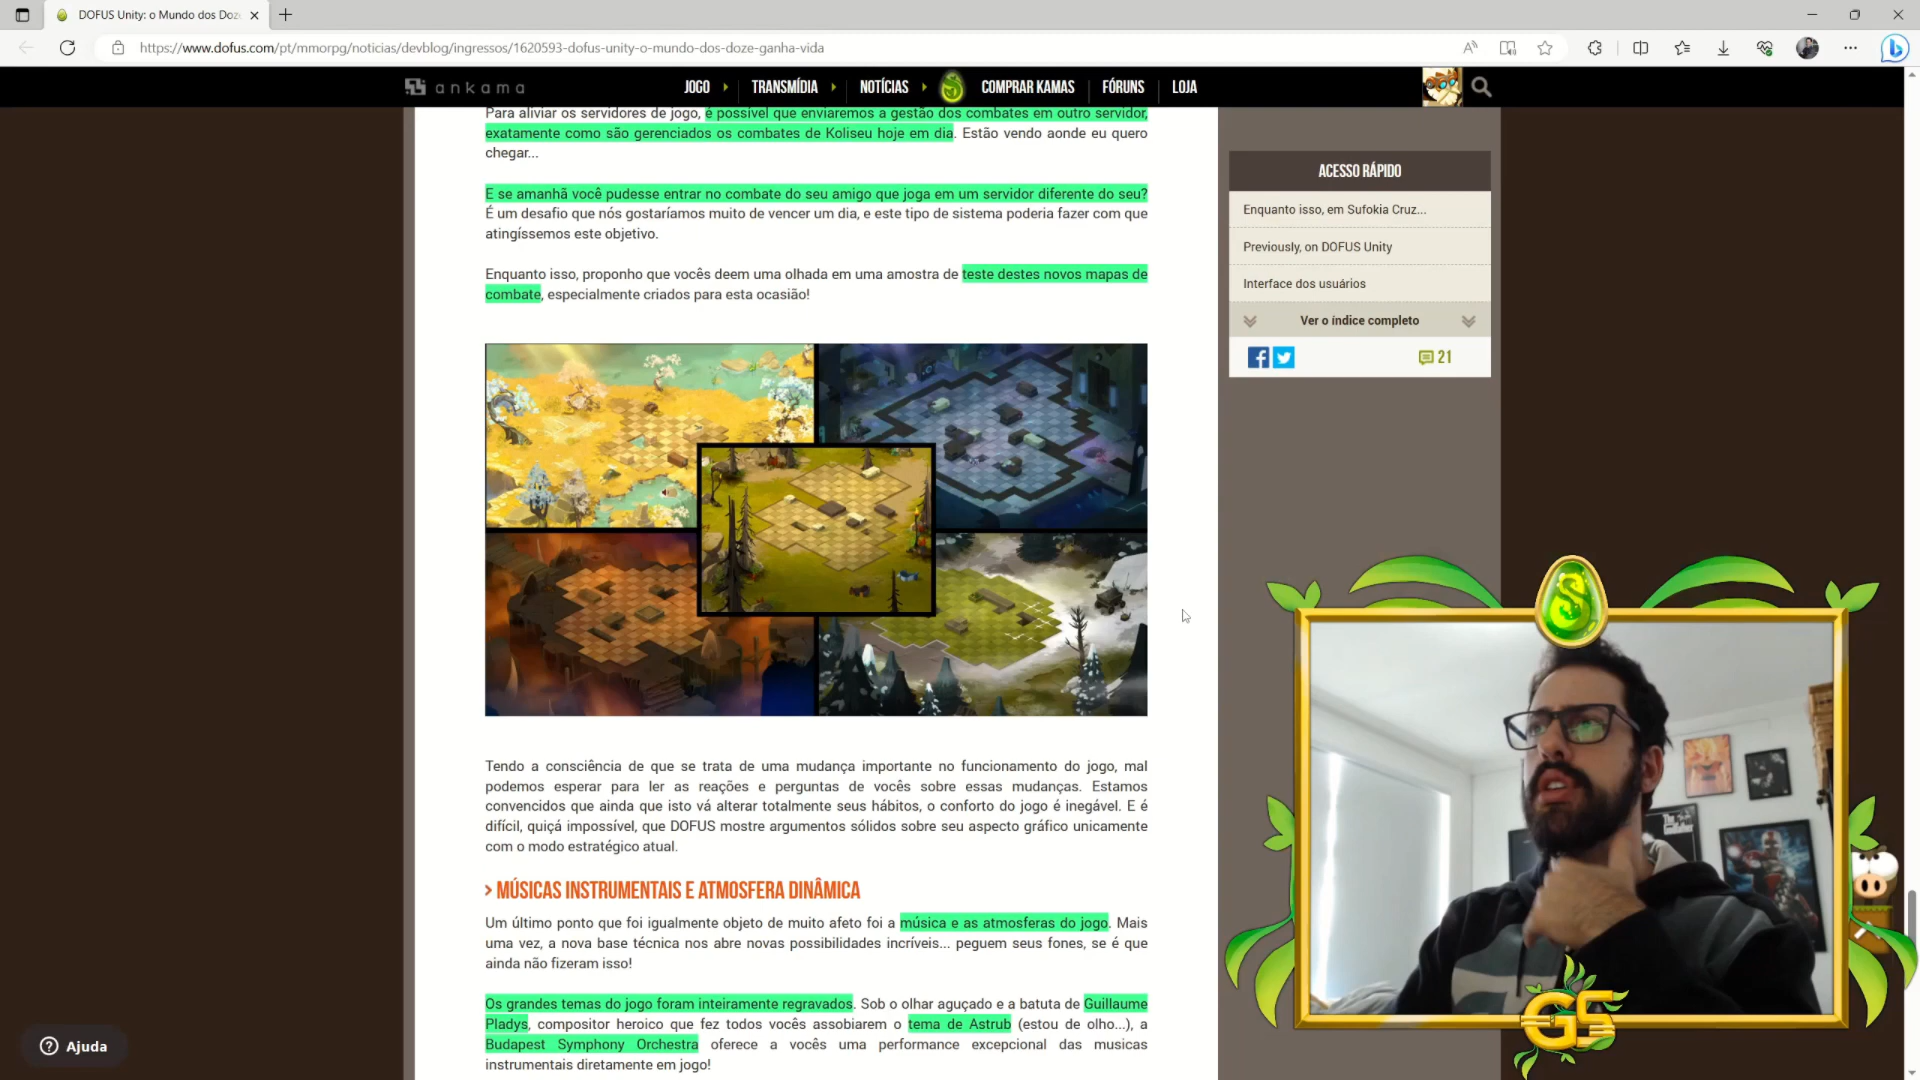 DOFUS Unity: o Mundo dos Doz
https://www.dofus.com/pt/mmorpg/noticias/devblog/ingressos/1620593-dofus-unity-o-mundo-dos-doze-ganha-vida
ankama
JOGO
TRANSMÍDIA
NOTÍCIAS
COMPRAR KAMAS
FÓRUNS
LOJA
Para aliviar os servidores de jogo, é possível que enviaremos a gestão dos combates em outro servidor,
exatamente como são gerenciados os combates de Koliseu hoje em dia. Estão vendo aonde eu quero
chegar...
E se amanhã você pudesse entrar no combate do seu amigo que joga em um servidor diferente do seu?
É um desafio que nós gostaríamos muito de vencer um dia, e este tipo de sistema poderia fazer com que
atingíssemos este objetivo.
Enquanto isso, proponho que vocês deem uma olhada em uma amostra de teste destes novos mapas de
combate, especialmente criados para esta ocasião!
Tendo a consciência de que se trata de uma mudança importante no funcionamento do jogo, mal
podemos esperar para ler as reações e perguntas de vocês sobre essas mudanças. Estamos
convencidos que ainda que isto vá alterar totalmente seus hábitos, o conforto do jogo é inegável. E é
difícil, quiçá impossível, que DOFUS mostre argumentos sólidos sobre seu aspecto gráfico unicamente
com o modo estratégico atual.
> MÚSICAS INSTRUMENTAIS E ATMOSFERA DINÂMICA
Um último ponto que foi igualmente objeto de muito afeto foi a música e as atmosferas do jogo. Mais
uma vez, a nova base técnica nos abre novas possibilidades incríveis... peguem seus fones, se é que
ainda não fizeram isso!
Os grandes temas do jogo foram inteiramente regravados. Sob o olhar aguçado e a batuta de Guillaume
Pladys, compositor heroico que fez todos vocês assobiarem o tema de Astrub (estou de olho...), a
Budapest Symphony Orchestra oferece a vocês uma performance excepcional das musicas
instrumentais diretamente em jogo!
ACESSO RÁPIDO
Enquanto isso, em Sufokia Cruz...
Previously, on DOFUS Unity
Interface dos usuários
Ver o índice completo
21
GS
Ajuda